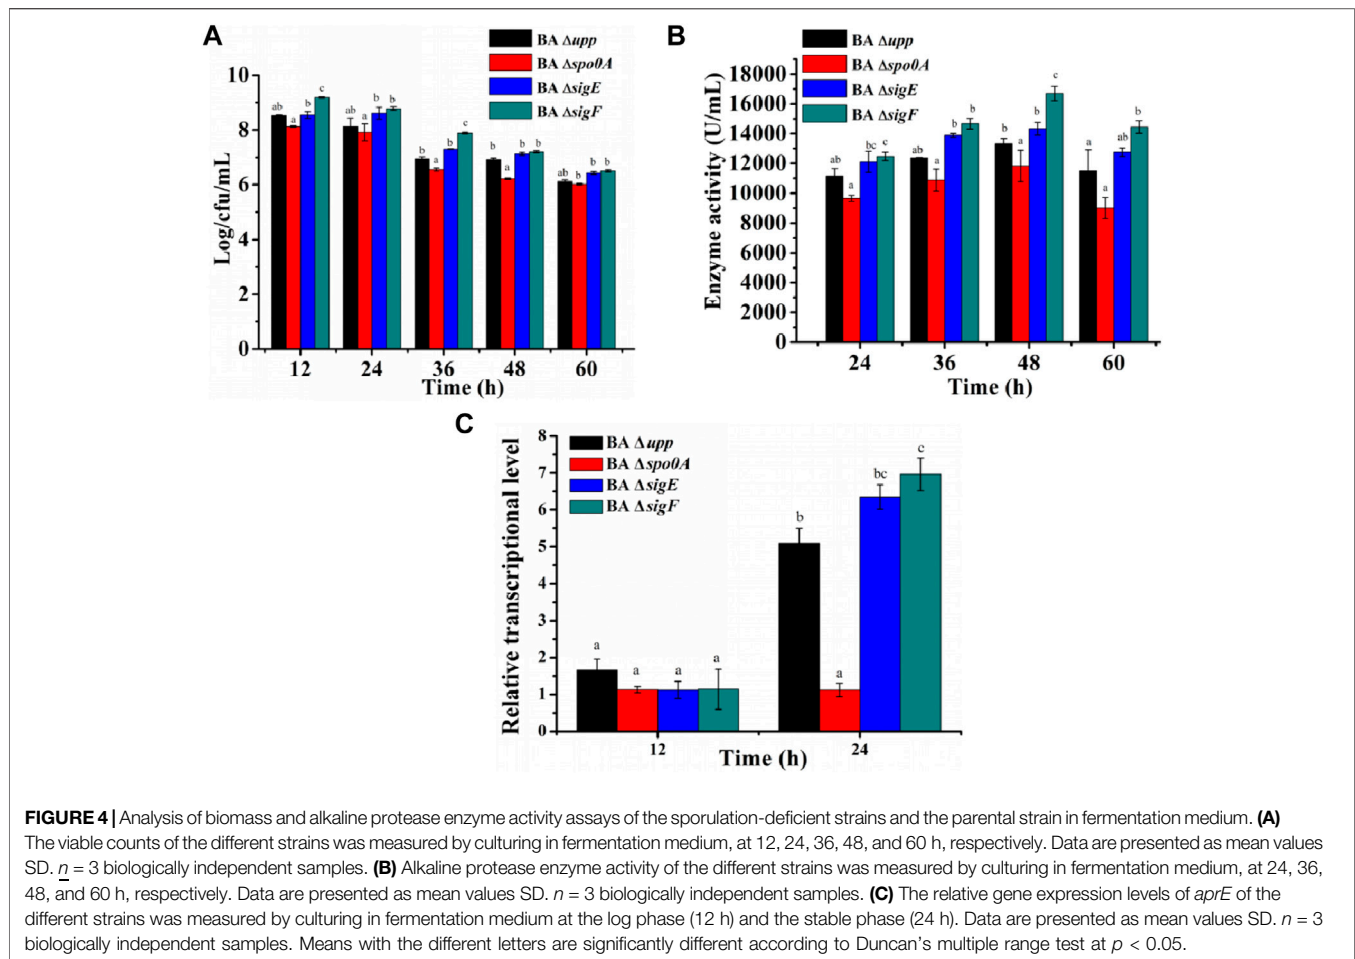 A
BA Δupp
BA Δspo0A
BA ΔsigE
BA ΔsigF
10
8
6
4
2
0
Log/cfu/mL
ab a b c
ab a b b
b a b c
b a b b
ab b b b
12 24 36 48 60
Time (h)
B
BA Δupp
BA Δspo0A
BA ΔsigE
BA ΔsigF
18000
16000
14000
12000
10000
8000
6000
4000
2000
0
Enzyme activity (U/mL)
ab a bc c
ab a b b
b a b c
a a b b
24 36 48 60
Time (h)
C
BA Δupp
BA Δspo0A
BA ΔsigE
BA ΔsigF
8
7
6
5
4
3
2
1
0
Relative transcriptional level
a a a a
b a bc c
12 24
Time (h)
FIGURE 4 | Analysis of biomass and alkaline protease enzyme activity assays of the sporulation-deficient strains and the parental strain in fermentation medium. (A)
The viable counts of the different strains was measured by culturing in fermentation medium, at 12, 24, 36, 48, and 60 h, respectively. Data are presented as mean values
SD. n = 3 biologically independent samples. (B) Alkaline protease enzyme activity of the different strains was measured by culturing in fermentation medium, at 24, 36,
48, and 60 h, respectively. Data are presented as mean values SD. n = 3 biologically independent samples. (C) The relative gene expression levels of aprE of the
different strains was measured by culturing in fermentation medium at the log phase (12 h) and the stable phase (24 h). Data are presented as mean values SD. n = 3
biologically independent samples. Means with the different letters are significantly different according to Duncan's multiple range test at p < 0.05.